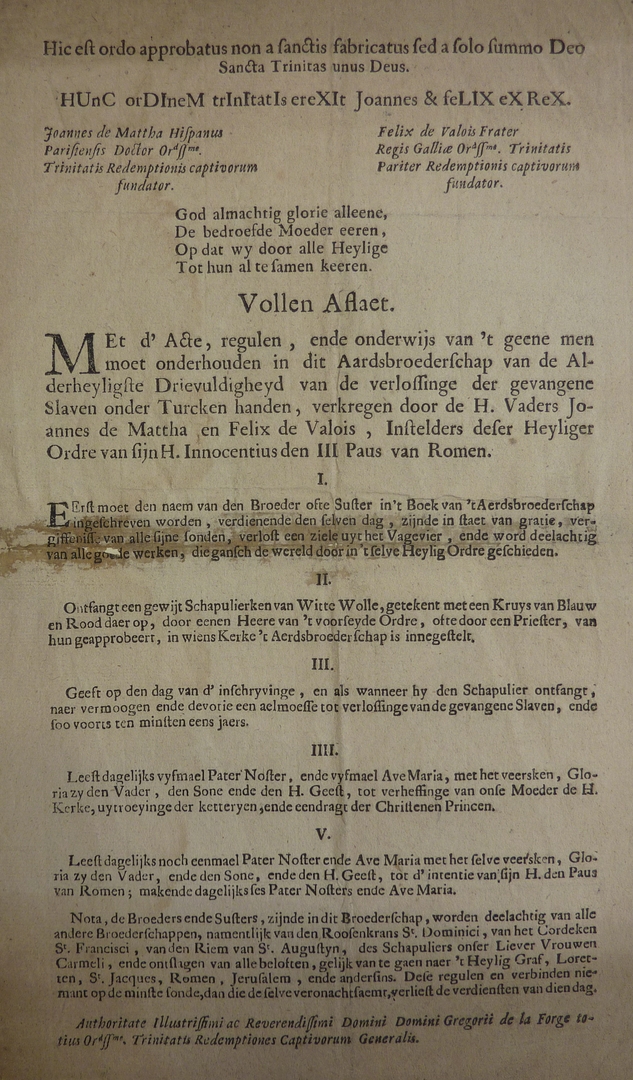 Hic eſt ordo approbatus non a ſanctis fabricatus ſed a ſolo ſummo Deo
Sancta Trinitas unus Deus.
HUnC orDIneM trInItatIs ereXIt Joannes & feLIX eX ReX.
Joannes de Mattha Hiſpanus
Pariſienſis Doctor Ordſſme.
Trinitatis Redemptionis captivorum
fundator.
Felix de Valois Frater
Regis Galliæ Ordſſme. Trinitatis
Pariter Redemptionis captivorum
fundator.
God almachtig glorie alleene,
De bedroefde Moeder eeren,
Op dat wy door alle Heylige
Tot hun al te ſamen keeren.
Vollen Aflaet.
MEt d' Acte, regulen, ende onderwijs van 't geene men
moet onderhouden in dit Aardsbroederſchap van de Al-
derheyligſte Drievuldigheyd van de verloſſinge der gevangene
Slaven onder Turcken handen, verkregen door de H. Vaders Jo-
annes de Mattha en Felix de Valois, Inſtelders deſer Heyliger
Ordre van ſijn H. Innocentius den III Paus van Romen.
I.
EErſt moet den naem van den Broeder ofte Suſter in't Boek van 't Aerdsbroederſchap
ingeſchreven worden, verdienende den ſelven dag, zijnde in ſtaet van gratie, ver-
giffeniſſe van alle ſijne ſonden, verloſt een ziele uyt het Vagevier, ende word deelachtig
van alle goede werken, die ganſch de wereld door in 't ſelve Heylig Ordre geſchieden.
II.
Ontfangt een gewijt Schapulierken van Witte Wolle, getekent met een Kruys van Blauw
en Rood daer op, door eenen Heere van 't voorſeyde Ordre, ofte door een Prieſter, van
hun geapprobeert, in wiens Kerke 't Aerdsbroederſchap is innegeſtelt.
III.
Geeft op den dag van d' inſchryvinge, en als wanneer hy den Schapulier ontfangt,
naer vermoogen ende devotie een aelmoeſſe tot verloſſinge van de gevangene Slaven, ende
ſoo voorts ten minſten eens jaers.
IIII.
Leeſt dagelijks vyfmael Pater Noſter, ende vyfmael Ave Maria, met het veersken, Glo-
ria zy den Vader, den Sone ende den H. Geeſt, tot verheffinge van onſe Moeder de H.
Kerke, uytroeyinge der ketteryen, ende eendragt der Chriſtenen Princen.
V.
Leeſt dagelijks noch eenmael Pater Noſter ende Ave Maria met het ſelve veersken, Glo-
ria zy den Vader, ende den Sone, ende den H. Geeſt, tot d' intentie van ſijn H. den Paus
van Romen; makende dagelijks ſes Pater Noſters ende Ave Maria.
Nota, de Broeders ende Suſters, zijnde in dit Broederſchap, worden deelachtig van alle
andere Broederſchappen, namentlijk van den Rooſenkrans St. Dominici, van het Cordeken
St. Franciſci, van den Riem van St. Auguſtyn, des Schapuliers onſer Liever Vrouwen
Carmeli, ende ontſlagen van alle beloften, gelijk van te gaen naer 't Heylig Graf, Loret-
ten, St. Jacques, Romen, Jeruſalem, ende anderſins. Deſe regulen en verbinden nie-
mant op de minſte ſonde, dan die de ſelve veronachtſaemt, verlieſt de verdienſten van dien dag.
Authoritate Illuſtriſſimi ac Reverendiſſimi Domini Domini Gregorii de la Forge to-
tius Ordſſme. Trinitatis Redemptiones Captivorum Generalis.